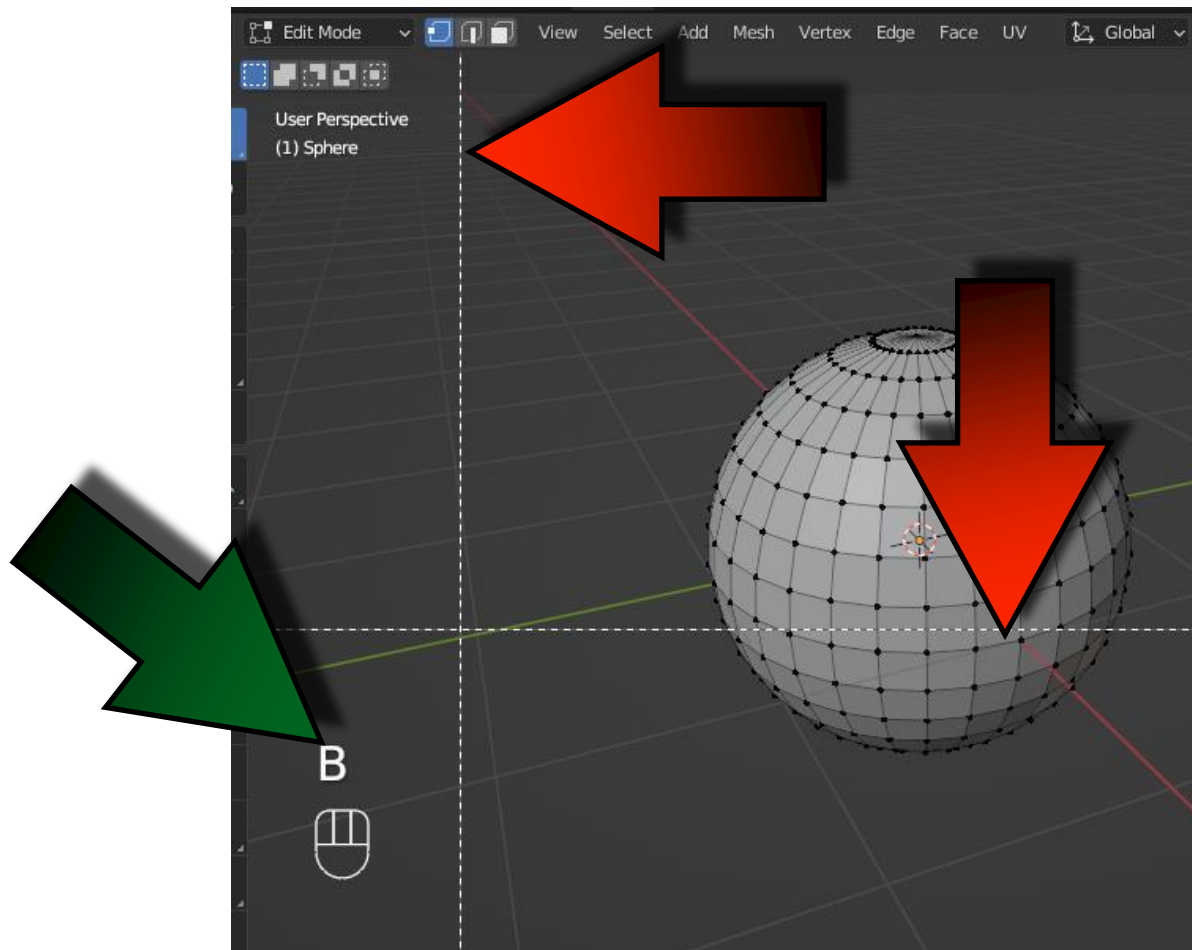 Edit Mode View Select Add Mesh Vertex Edge Face UV Global
User Perspective
(1) Sphere
B